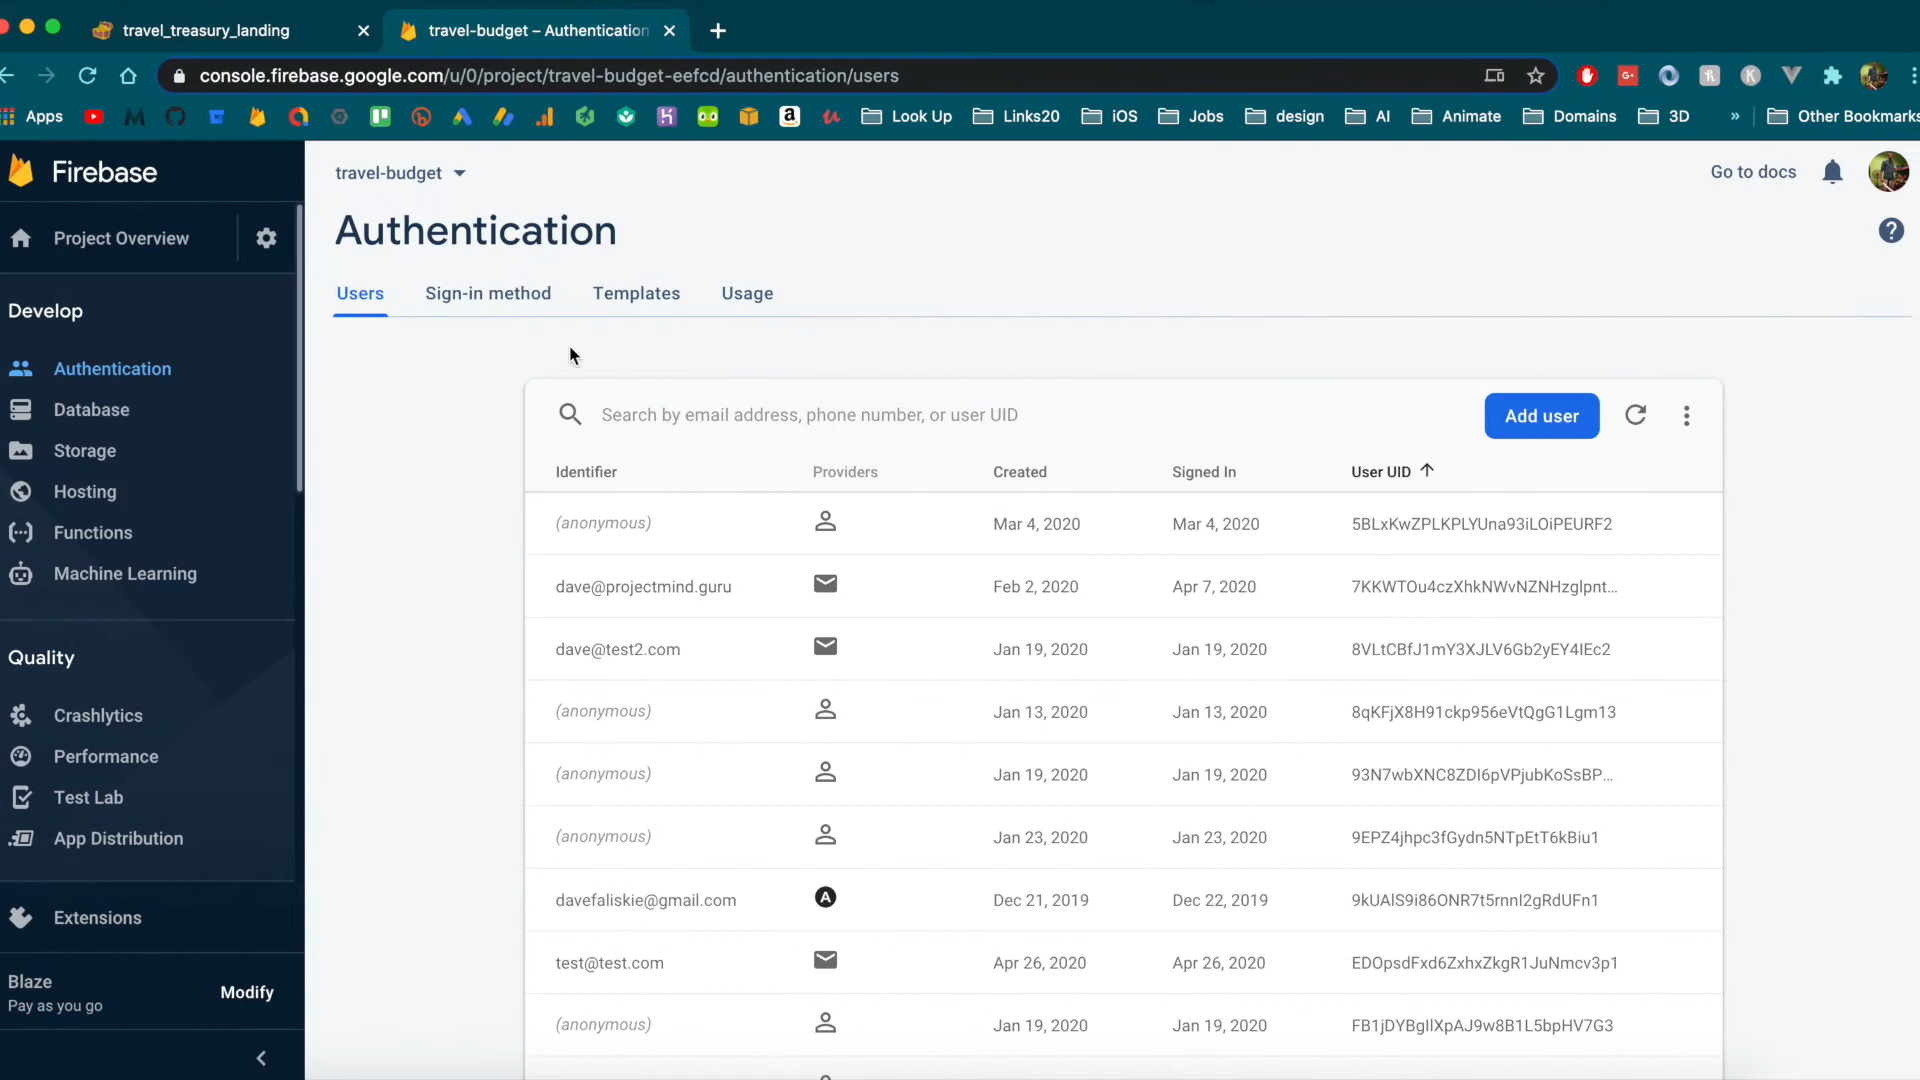 travel_treasury_landing
travel-budget – Authentication
console.firebase.google.com/u/0/project/travel-budget-eefcd/authentication/users
Apps
Look Up
Links20
iOS
Jobs
design
AI
Animate
Domains
3D
»
Other Bookmarks
Firebase
travel-budget
Go to docs
Project Overview
Authentication
Users
Sign-in method
Templates
Usage
Develop
Authentication
Database
Storage
Hosting
Functions
Machine Learning
Quality
Crashlytics
Performance
Test Lab
App Distribution
Extensions
Blaze
Pay as you go
Modify
Search by email address, phone number, or user UID
Add user
Identifier Providers Created Signed In User UID
(anonymous) Mar 4, 2020 Mar 4, 2020 5BLxKwZPLKPLYUna93iLOiPEURF2
dave@projectmind.guru Feb 2, 2020 Apr 7, 2020 7KKWTOu4czXhkNWvNZNHzglpnt...
dave@test2.com Jan 19, 2020 Jan 19, 2020 8VLtCBfJ1mY3XJLV6Gb2yEY4IEc2
(anonymous) Jan 13, 2020 Jan 13, 2020 8qKFjX8H91ckp956eVtQgG1Lgm13
(anonymous) Jan 19, 2020 Jan 19, 2020 93N7wbXNC8ZDI6pVPjubKoSsBP...
(anonymous) Jan 23, 2020 Jan 23, 2020 9EPZ4jhpc3fGydn5NTpEtT6kBiu1
davefaliskie@gmail.com Dec 21, 2019 Dec 22, 2019 9kUAlS9i86ONR7t5rnnI2gRdUFn1
test@test.com Apr 26, 2020 Apr 26, 2020 EDOpsdFxd6ZxhxZkgR1JuNmcv3p1
(anonymous) Jan 19, 2020 Jan 19, 2020 FB1jDYBgIlXpAJ9w8B1L5bpHV7G3